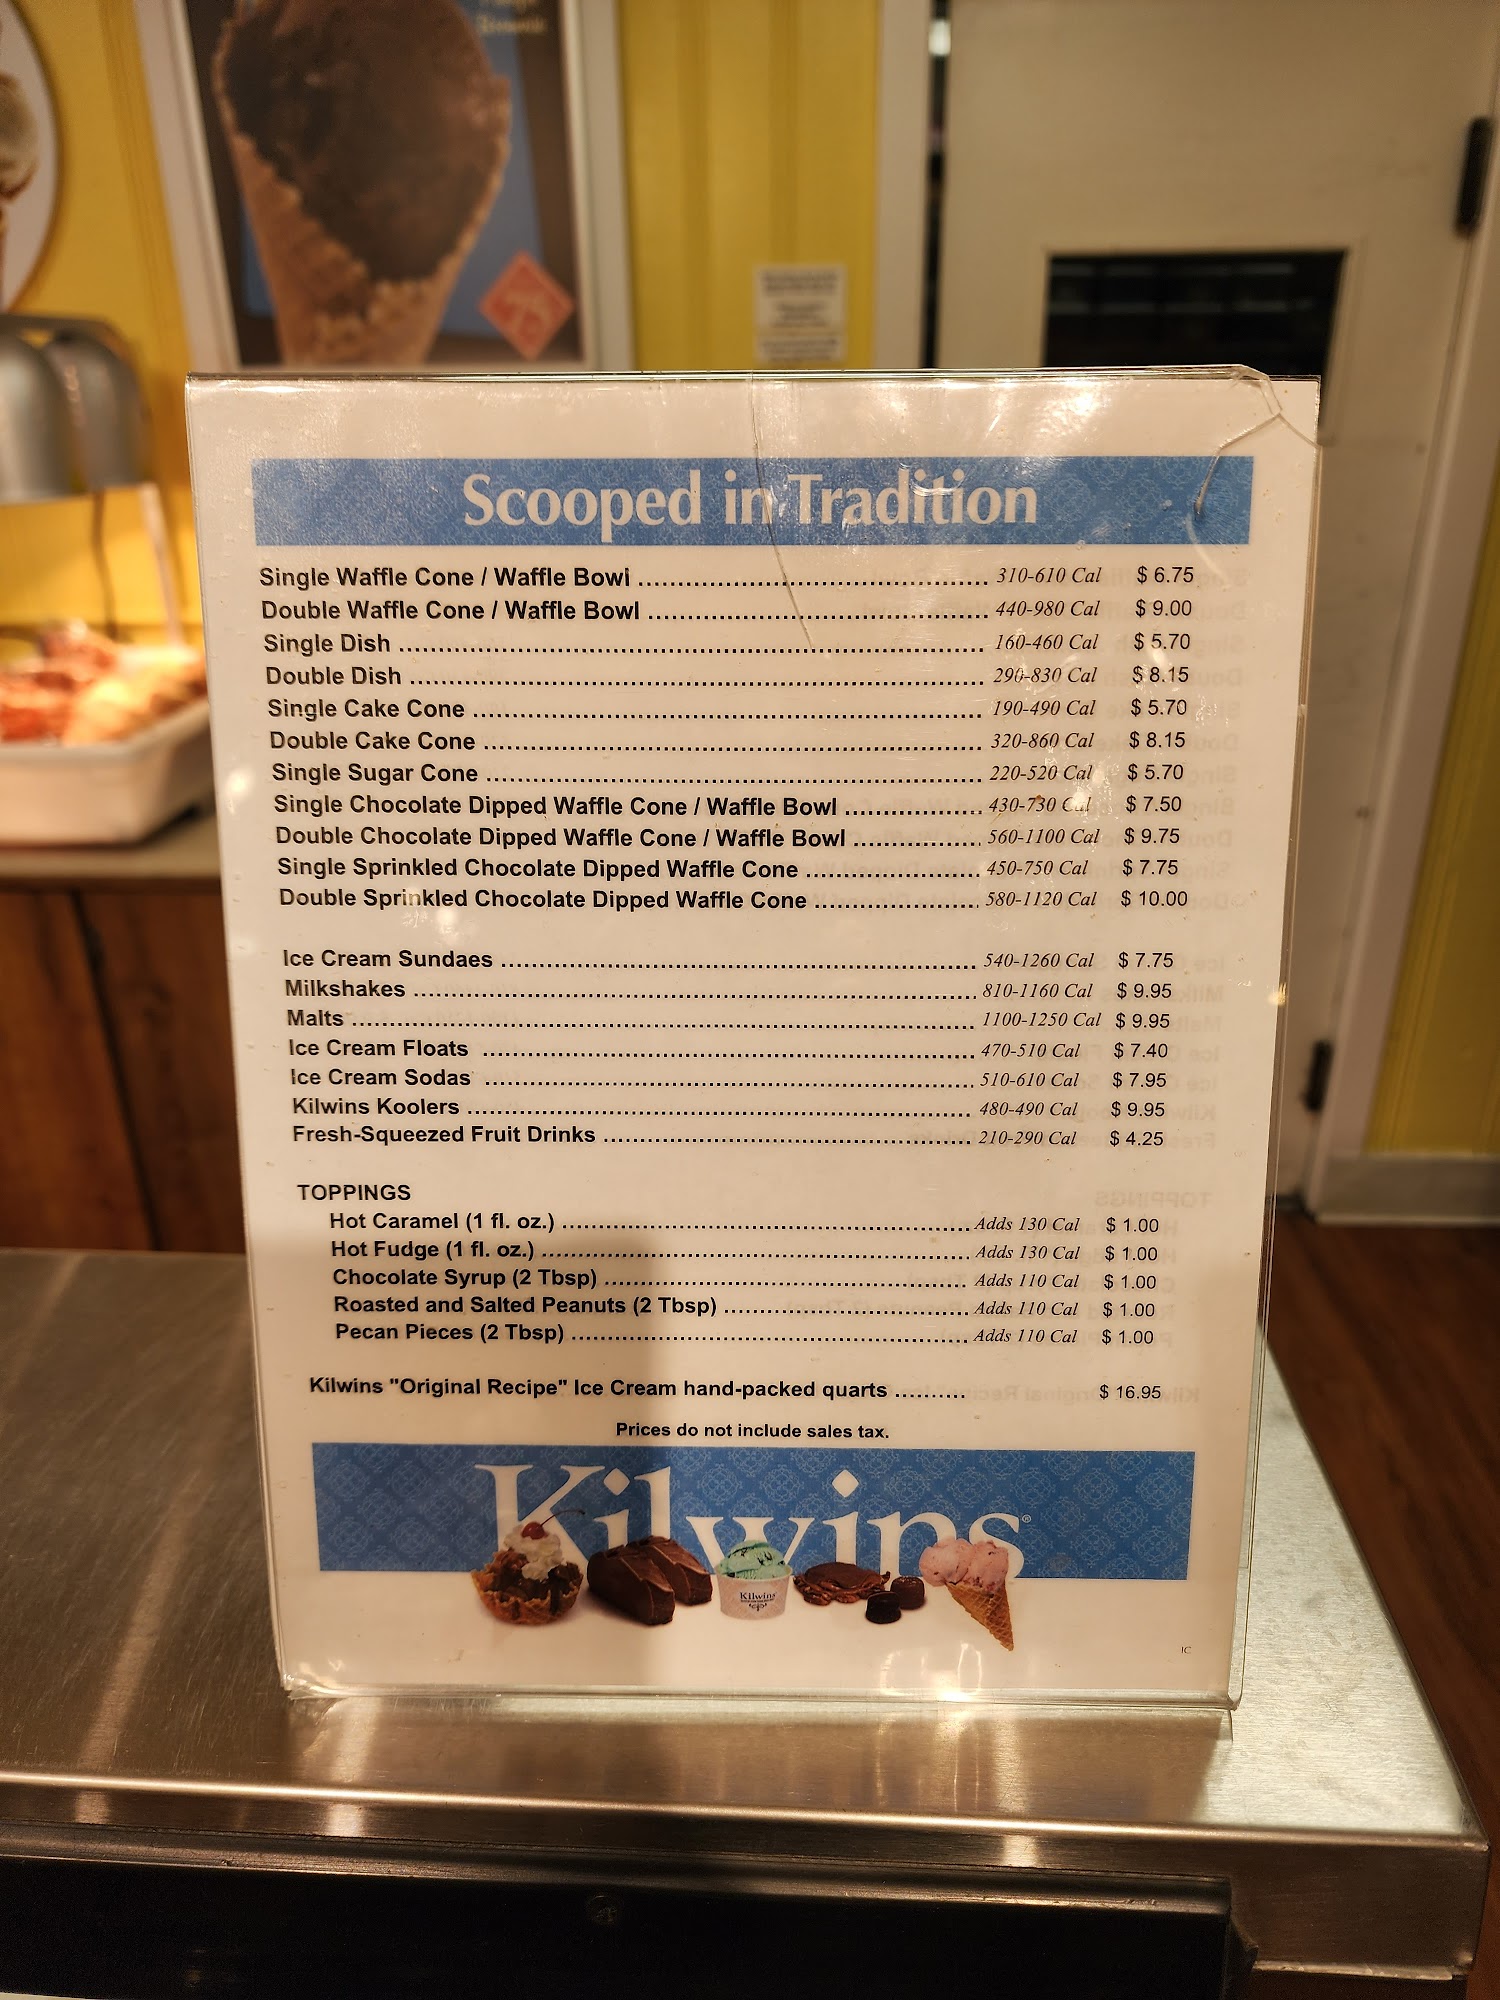 Scooped in Tradition
Single Waffle Cone / Waffle Bowl ........ 310-610 Cal $ 6.75
Double Waffle Cone / Waffle Bowl ........ 440-980 Cal $ 9.00
Single Dish ........ 160-460 Cal $ 5.70
Double Dish ........ 290-830 Cal $ 8.15
Single Cake Cone ........ 190-490 Cal $ 5.70
Double Cake Cone ........ 320-860 Cal $ 8.15
Single Sugar Cone ........ 220-520 Cal $ 5.70
Single Chocolate Dipped Waffle Cone / Waffle Bowl ........ 430-730 Cal $ 7.50
Double Chocolate Dipped Waffle Cone / Waffle Bowl ........ 560-1100 Cal $ 9.75
Single Sprinkled Chocolate Dipped Waffle Cone ........ 450-750 Cal $ 7.75
Double Sprinkled Chocolate Dipped Waffle Cone ........ 580-1120 Cal $ 10.00
Ice Cream Sundaes ........ 540-1260 Cal $ 7.75
Milkshakes ........ 810-1160 Cal $ 9.95
Malts ........ 1100-1250 Cal $ 9.95
Ice Cream Floats ........ 470-510 Cal $ 7.40
Ice Cream Sodas ........ 510-610 Cal $ 7.95
Kilwins Koolers ........ 480-490 Cal $ 9.95
Fresh-Squeezed Fruit Drinks ........ 210-290 Cal $ 4.25
TOPPINGS
Hot Caramel (1 fl. oz.) ........ Adds 130 Cal $ 1.00
Hot Fudge (1 fl. oz.) ........ Adds 130 Cal $ 1.00
Chocolate Syrup (2 Tbsp) ........ Adds 110 Cal $ 1.00
Roasted and Salted Peanuts (2 Tbsp) ........ Adds 110 Cal $ 1.00
Pecan Pieces (2 Tbsp) ........ Adds 110 Cal $ 1.00
Kilwins "Original Recipe" Ice Cream hand-packed quarts .......... $ 16.95
Prices do not include sales tax.
Kilwins®
Kilwins
IC